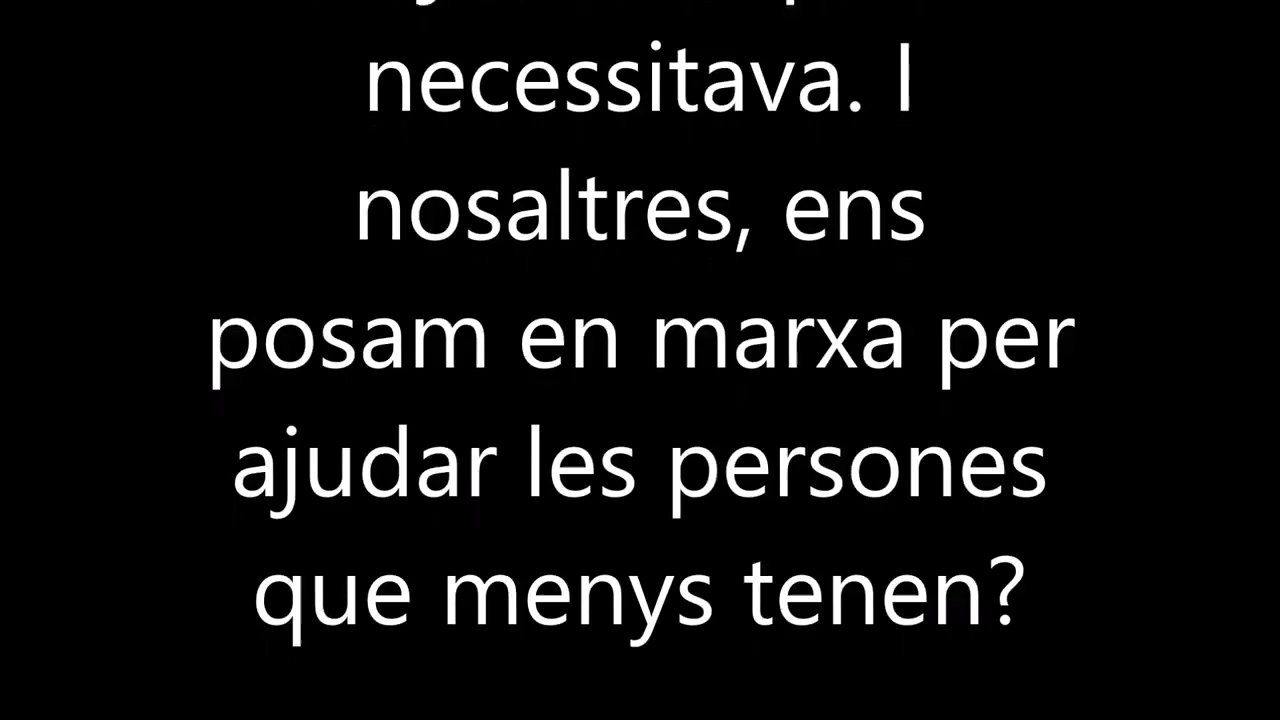 necessitava. I
nosaltres, ens
posam en marxa per
ajudar les persones
que menys tenen?